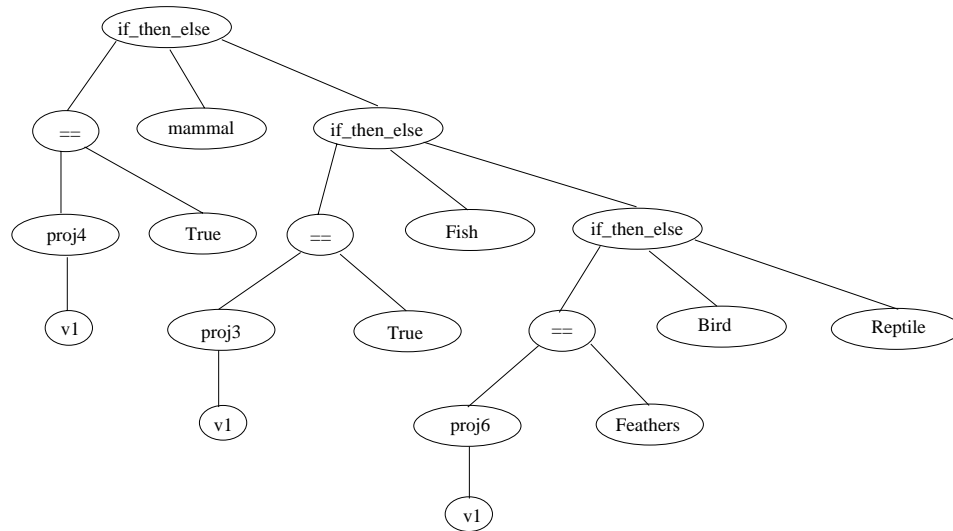 if_then_else
== mammal if_then_else
proj4 True == Fish if_then_else
v1 proj3 True == Bird Reptile
v1 proj6 Feathers
v1